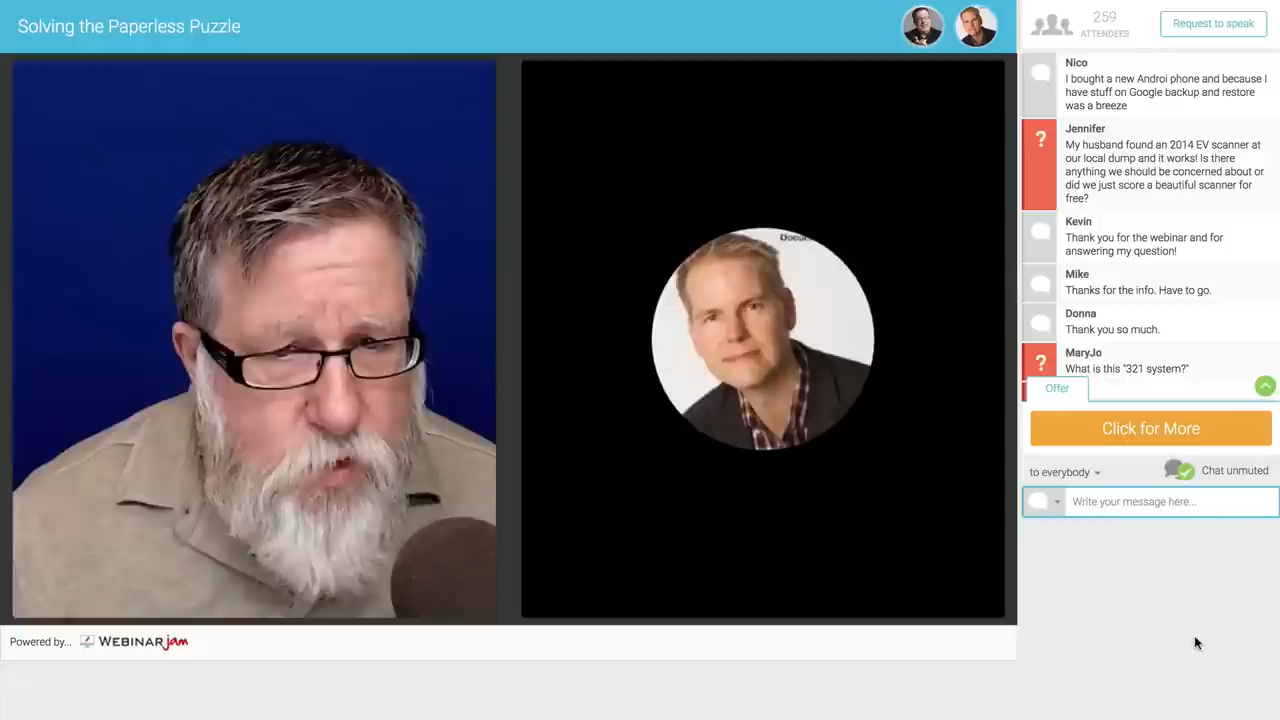 Solving the Paperless Puzzle
259
ATTENDEES
Request to speak
Nico
I bought a new Androi phone and because I
have stuff on Google backup and restore
was a breeze
?
Jennifer
My husband found an 2014 EV scanner at
our local dump and it works! Is there
anything we should be concerned about or
did we just score a beautiful scanner for
free?
Kevin
Thank you for the webinar and for
answering my question!
Mike
Thanks for the info. Have to go.
Donna
Thank you so much.
?
MaryJo
What is this "321 system?"
Offer
Click for More
to everybody
Chat unmuted
Write your message here...
Powered by...
WEBINARjam